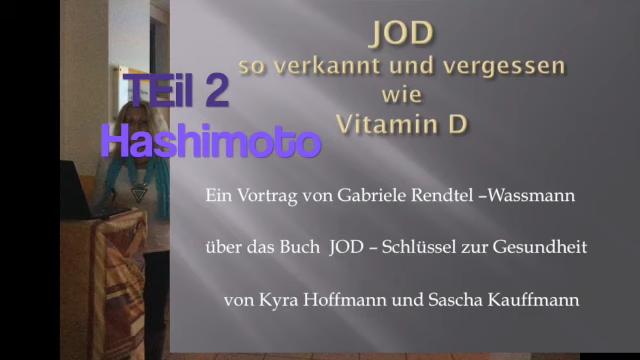 JOD
so verkannt und vergessen
wie
Vitamin D
TEil 2
Hashimoto
Ein Vortrag von Gabriele Rendtel –Wassmann
über das Buch JOD – Schlüssel zur Gesundheit
von Kyra Hoffmann und Sascha Kauffmann